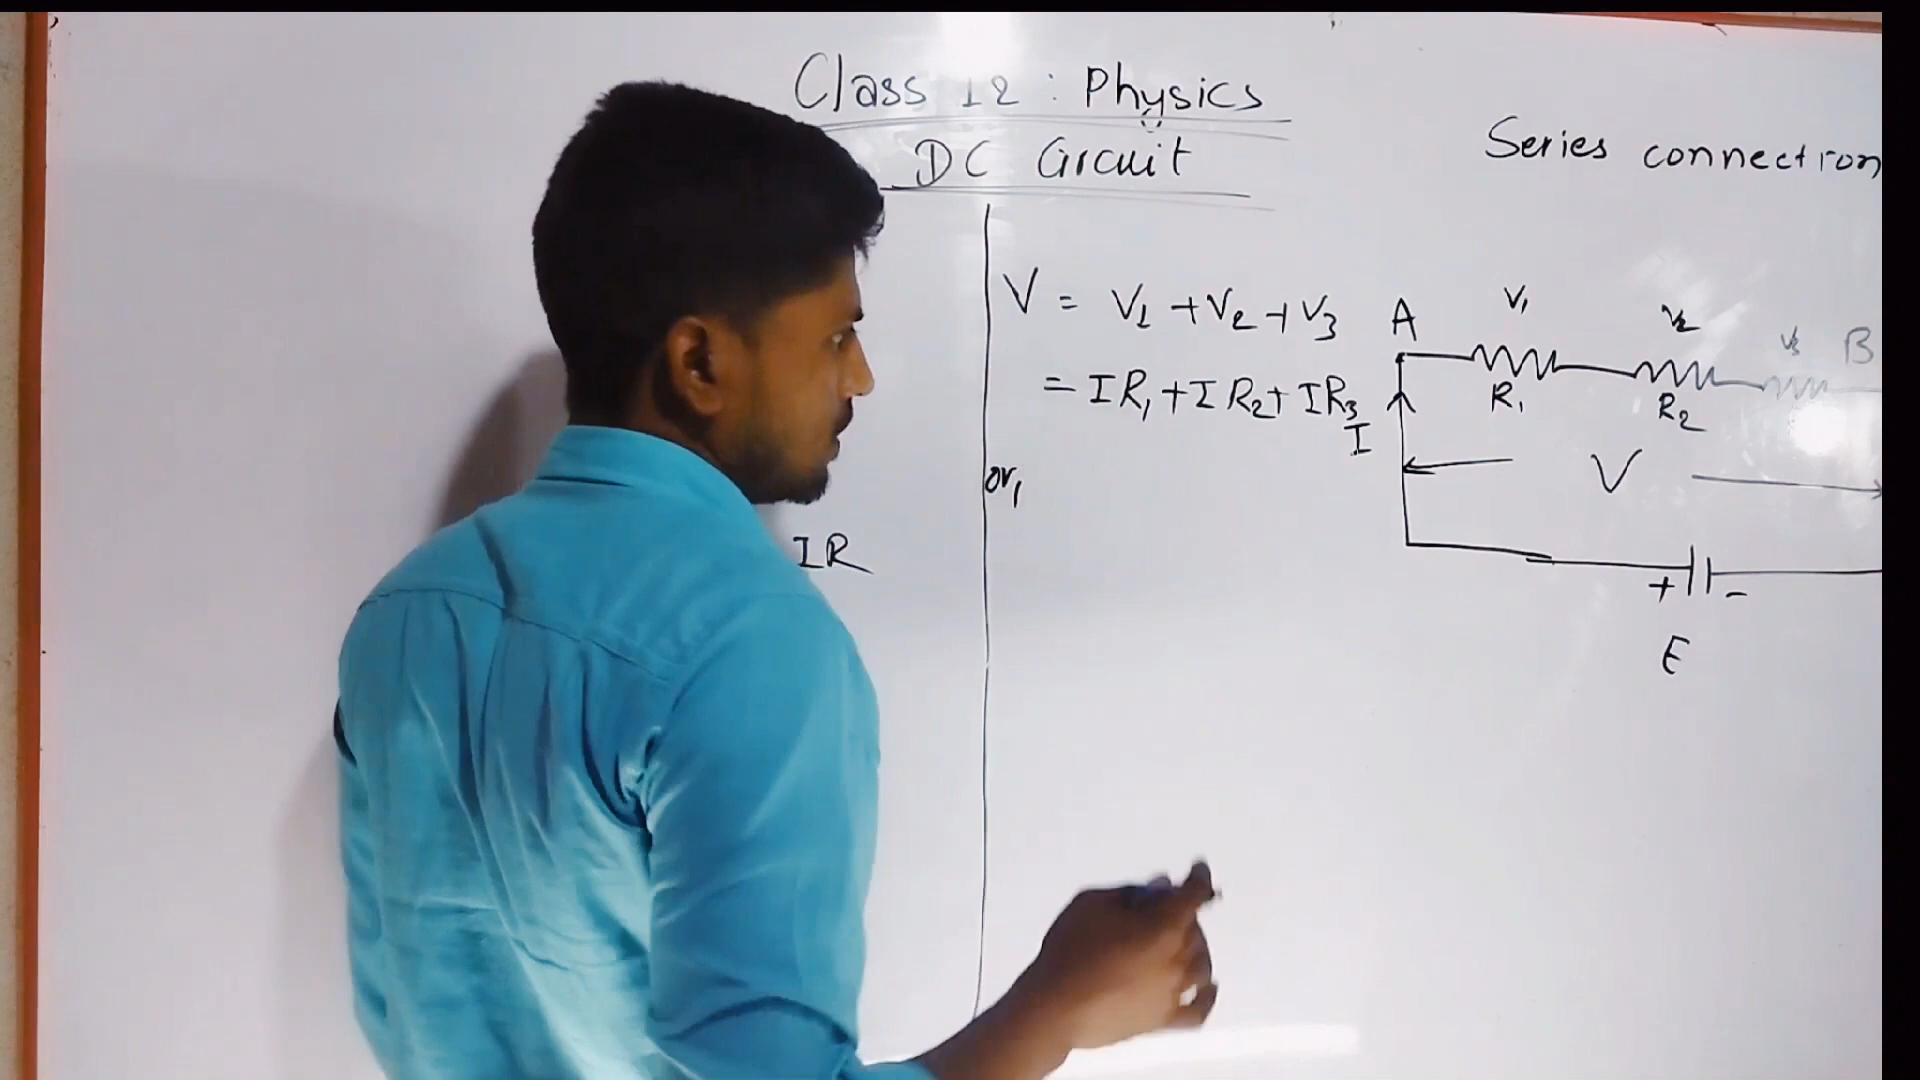 Class 12 : Physics
DC Circuit
Series connection
V = V1 + V2 + V3
= IR1 + IR2 + IR3
or,
IR
A
V1
V2
V3
B
R1
R2
I
V
+
-
E